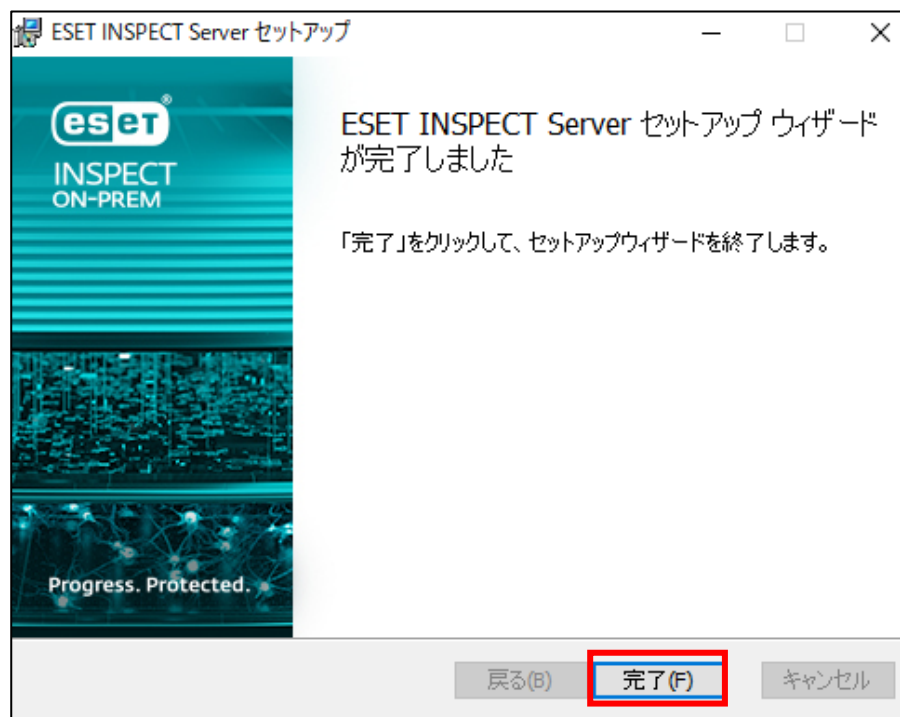 ESET INSPECT Server セットアップ
eseT®
INSPECT
ON-PREM
ESET INSPECT Server セットアップ ウィザード
が完了しました
「完了」をクリックして、セットアップウィザードを終了します。
Progress. Protected.
戻る(B)
完了(F)
キャンセル